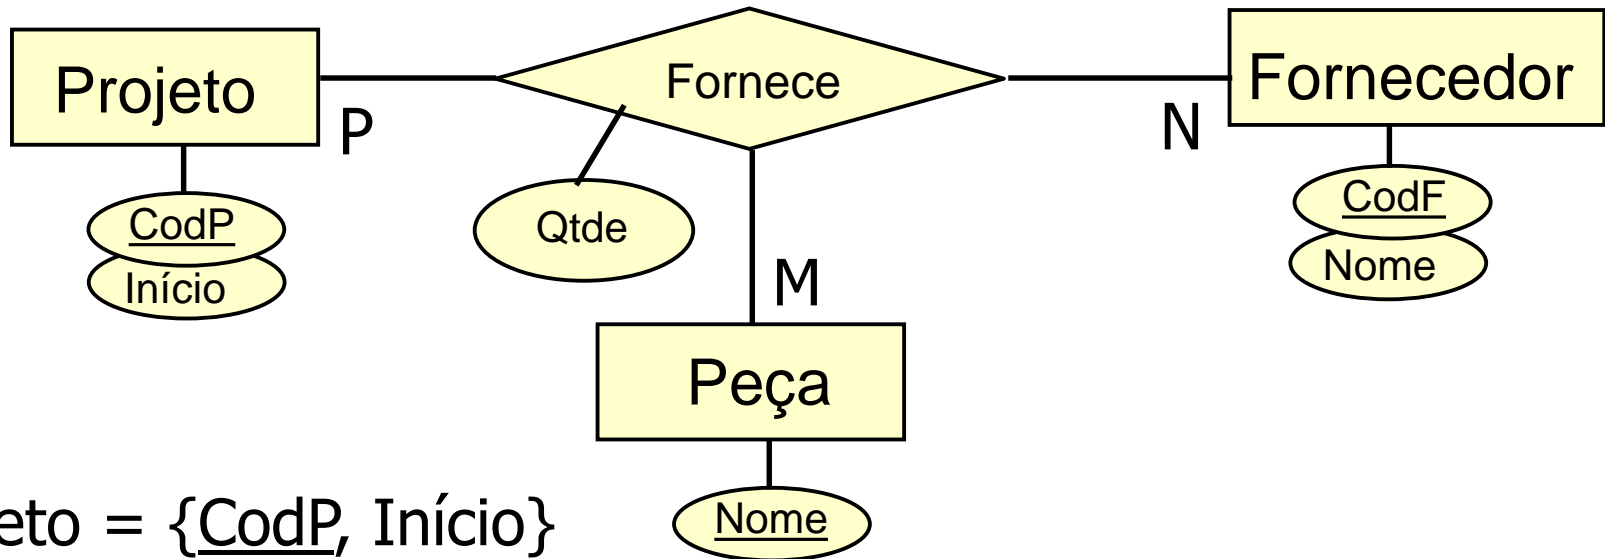 Projeto
Fornece
Fornecedor
P
N
CodP
Início
Qtde
CodF
Nome
M
Peça
Nome
eto = {CodP, Início}